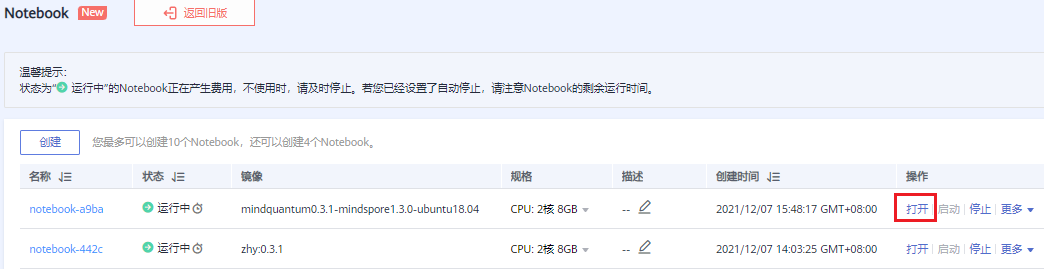 Notebook New 返回旧版
温馨提示：
状态为“运行中”的Notebook正在产生费用，不使用时，请及时停止。若您已经设置了自动停止，请注意Notebook的剩余运行时间。
创建 您最多可以创建10个Notebook，还可以创建4个Notebook。
名称 状态 镜像 规格 描述 创建时间 操作
notebook-a9ba 运行中 mindquantum0.3.1-mindspore1.3.0-ubuntu18.04 CPU: 2核 8GB -- 2021/12/07 15:48:17 GMT+08:00 打开 启动 停止 更多
notebook-442c 运行中 zhy:0.3.1 CPU: 2核 8GB -- 2021/12/07 14:03:25 GMT+08:00 打开 启动 停止 更多